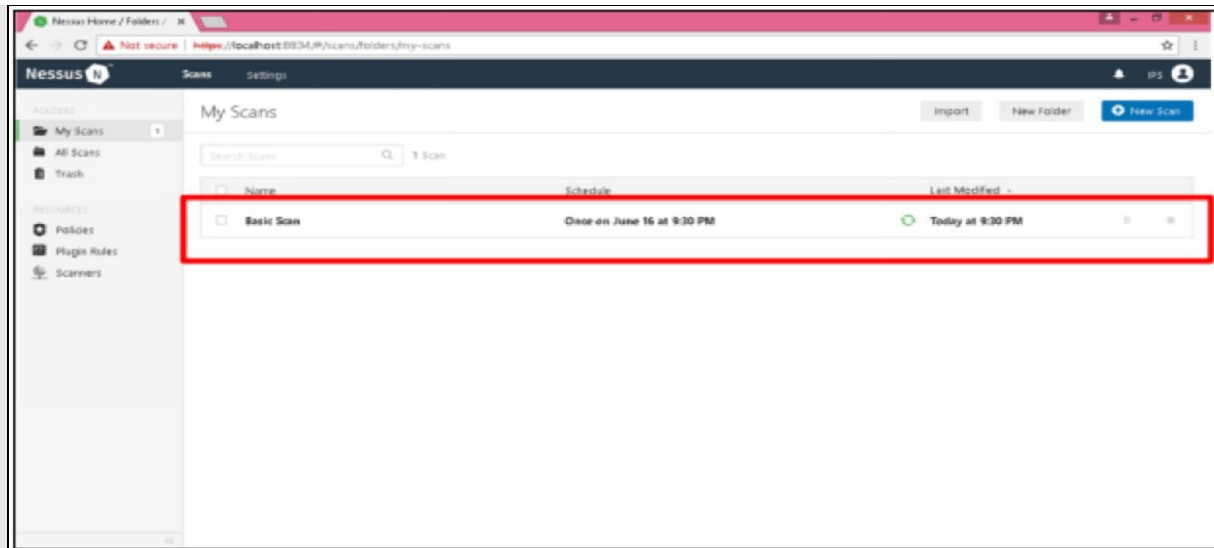 Nessus Home / Folders /
Not secure https://localhost:8834/#/scans/folders/my-scans
Nessus N Scans Settings IPS
FOLDERS
My Scans 1
All Scans
Trash
RESOURCES
Policies
Plugin Rules
Scanners
My Scans Import New Folder New Scan
Search Scans 1 Scan
Name Schedule Last Modified
Basic Scan Once on June 16 at 9:30 PM Today at 9:30 PM